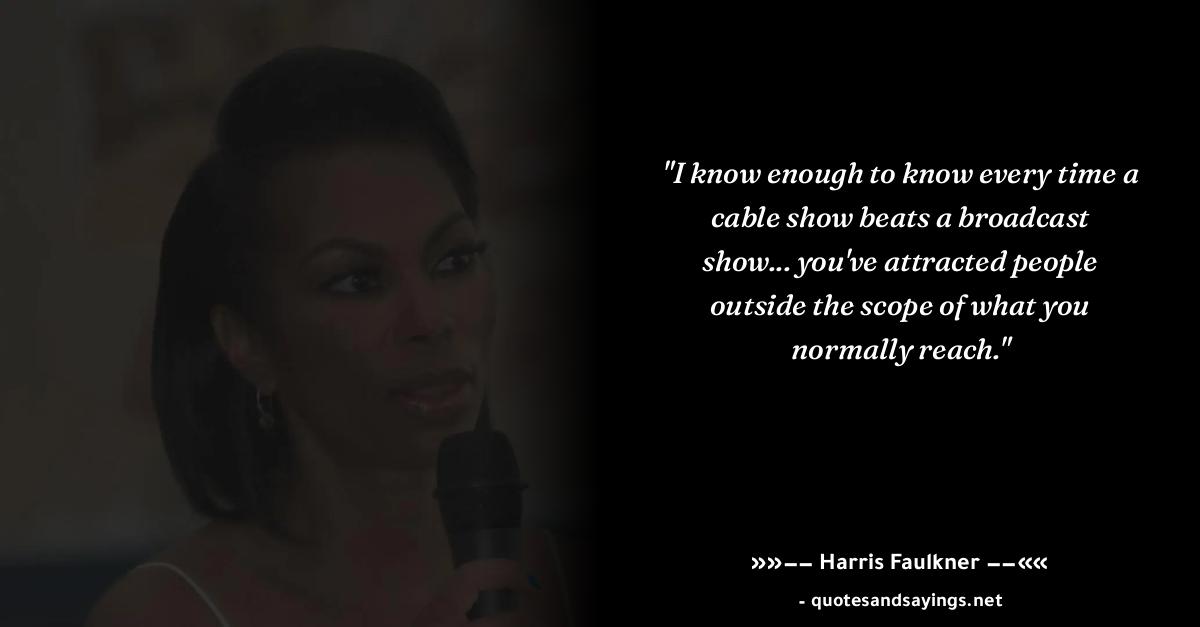 "I know enough to know every time a
cable show beats a broadcast
show... you've attracted people
outside the scope of what you
normally reach."
»»−− Harris Faulkner −−««
- quotesandsayings.net